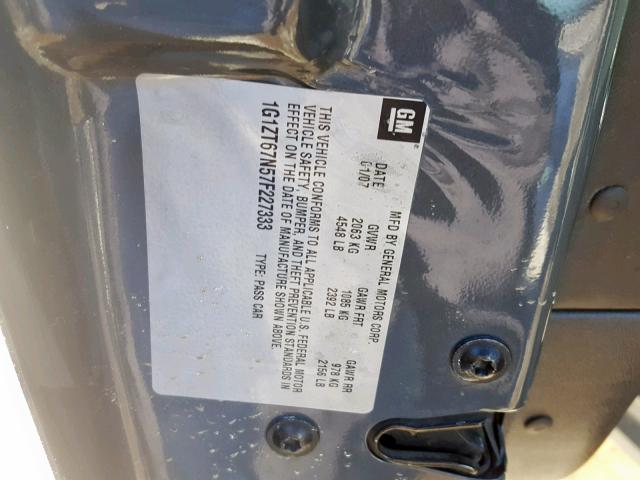 GM
MFD BY GENERAL MOTORS CORP.
DATE GVWR GAWR FRT GAWR RR
01/07 2063 KG 1085 KG 978 KG
4548 LB 2392 LB 2156 LB
THIS VEHICLE CONFORMS TO ALL APPLICABLE U.S. FEDERAL MOTOR
VEHICLE SAFETY, BUMPER, AND THEFT PREVENTION STANDARDS IN
EFFECT ON THE DATE OF MANUFACTURE SHOWN ABOVE.
1G1ZT67N57F227333 TYPE: PASS CAR